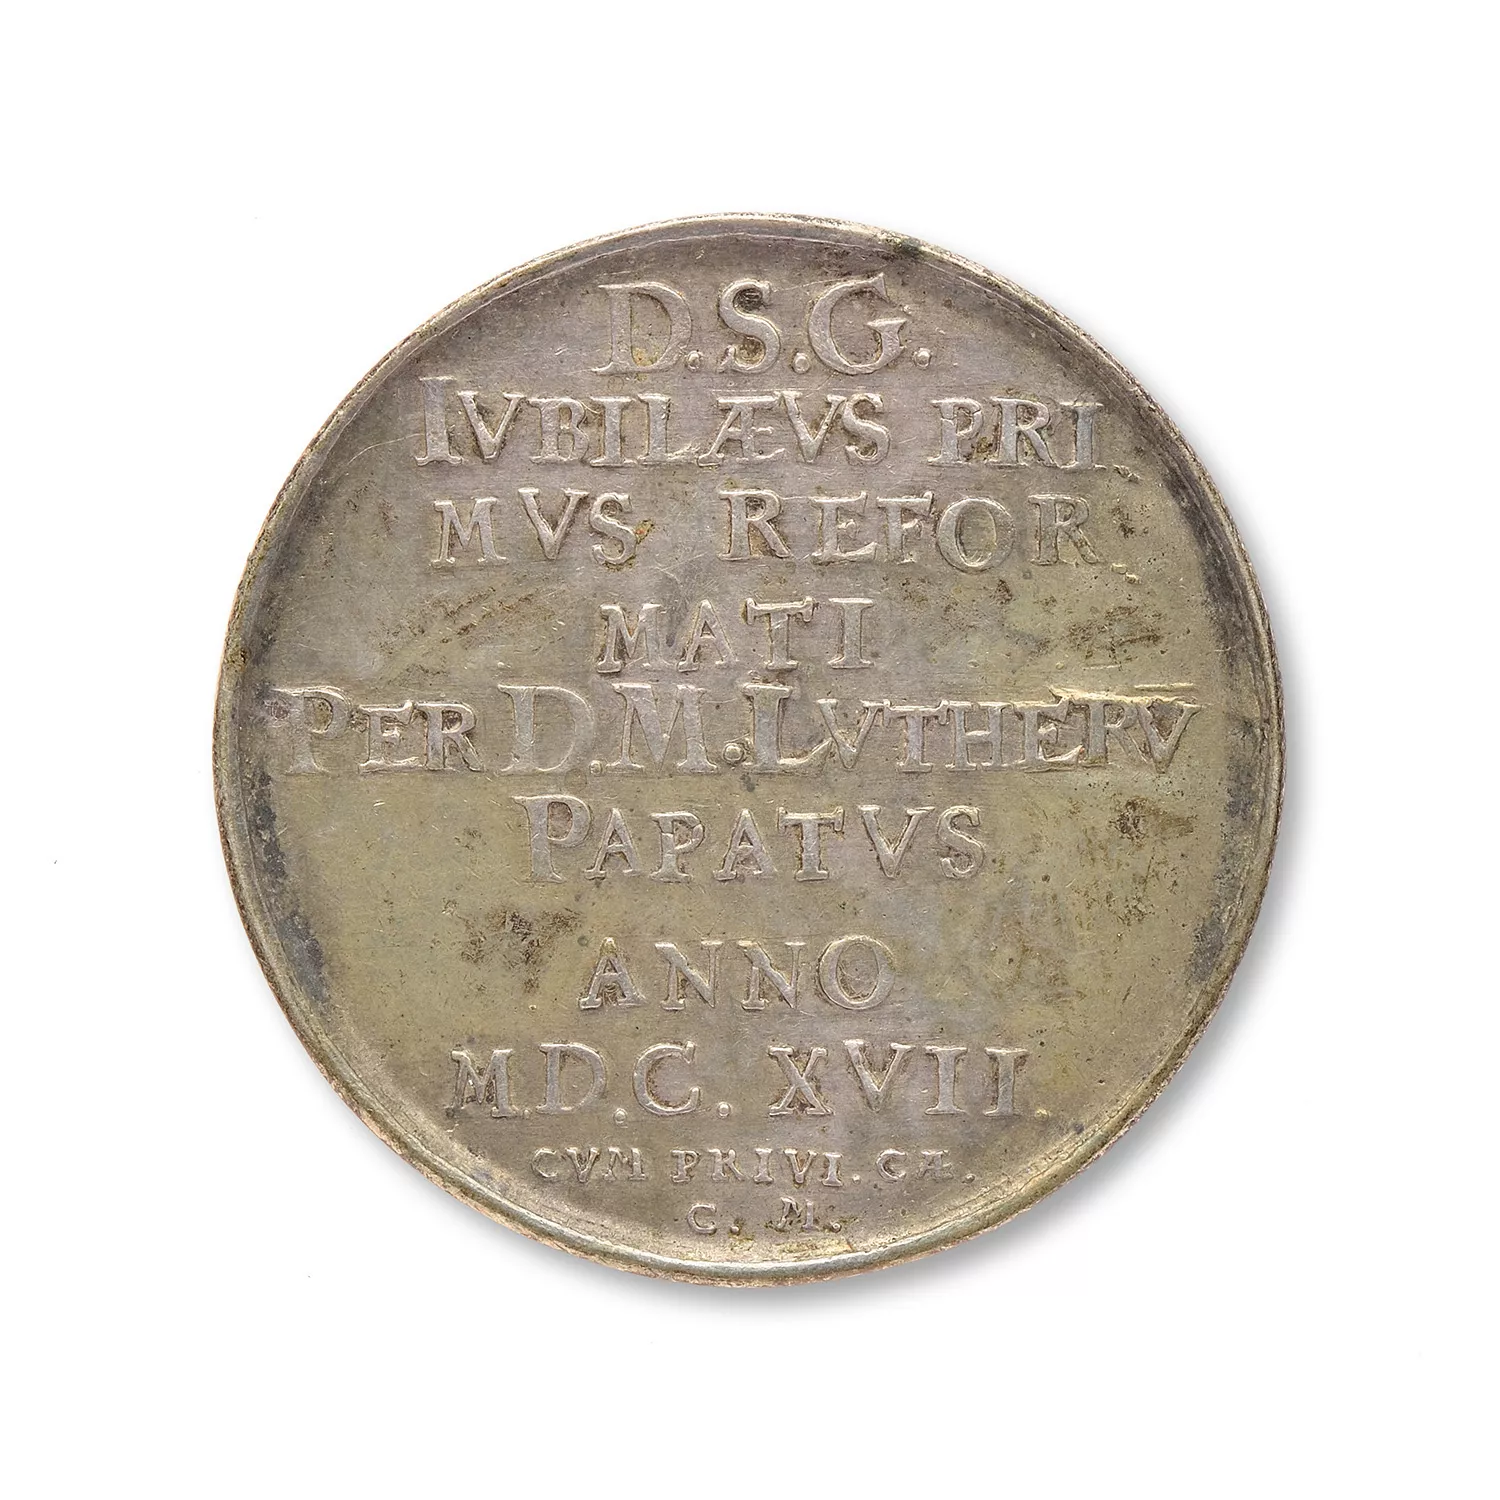 D.S.G.
IVBILÆVS PRI
MVS REFOR
MATI
PER D.M.LVTHERV̄
PAPATVS
ANNO
M.D.C. XVII.
CVM PRIVI. CÆ.
C. M.